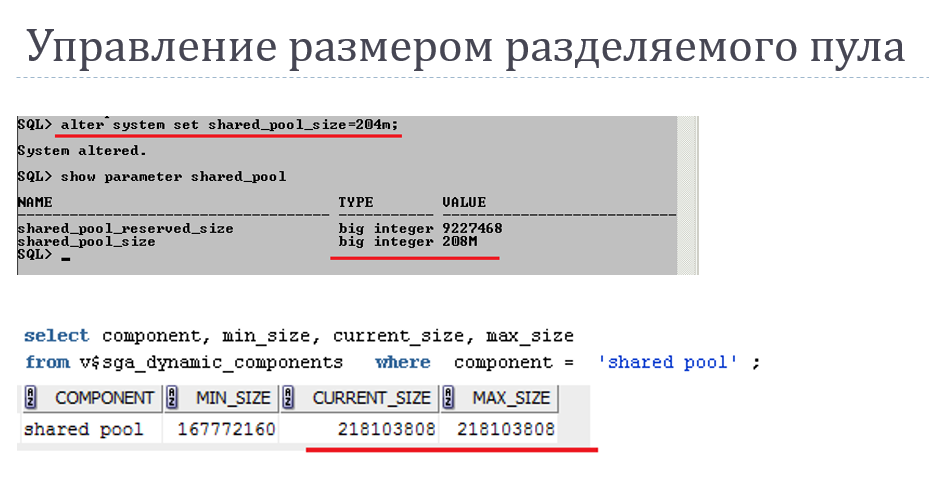 Управление размером разделяемого пула
SQL> alter system set shared_pool_size=204m;
System altered.
SQL> show parameter shared_pool
NAME TYPE VALUE
------------------------------------ ----------- ------------------------------
shared_pool_reserved_size big integer 9227468
shared_pool_size big integer 208M
SQL> _
select component, min_size, current_size, max_size
from v$sga_dynamic_components where component = 'shared pool' ;
COMPONENT MIN_SIZE CURRENT_SIZE MAX_SIZE
shared pool 167772160 218103808 218103808